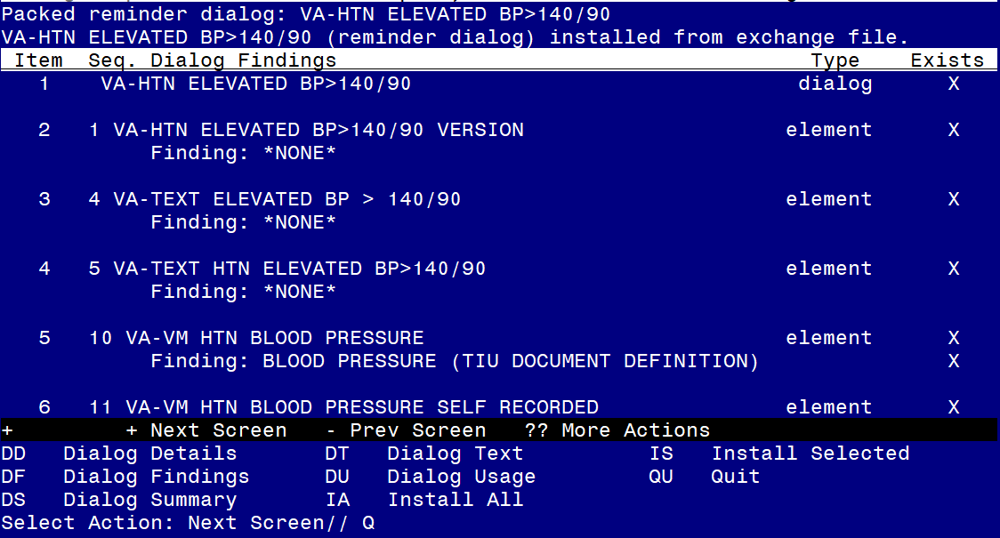 Packed reminder dialog: VA-HTN ELEVATED BP>140/90
VA-HTN ELEVATED BP>140/90 (reminder dialog) installed from exchange file.
Item Seq. Dialog Findings Type Exists
1 VA-HTN ELEVATED BP>140/90 dialog X
2 1 VA-HTN ELEVATED BP>140/90 VERSION element X
Finding: *NONE*
3 4 VA-TEXT ELEVATED BP > 140/90 element X
Finding: *NONE*
4 5 VA-TEXT HTN ELEVATED BP>140/90 element X
Finding: *NONE*
5 10 VA-VM HTN BLOOD PRESSURE element X
Finding: BLOOD PRESSURE (TIU DOCUMENT DEFINITION) X
6 11 VA-VM HTN BLOOD PRESSURE SELF RECORDED element X
+ + Next Screen - Prev Screen ?? More Actions
DD Dialog Details DT Dialog Text IS Install Selected
DF Dialog Findings DU Dialog Usage QU Quit
DS Dialog Summary IA Install All
Select Action: Next Screen// Q